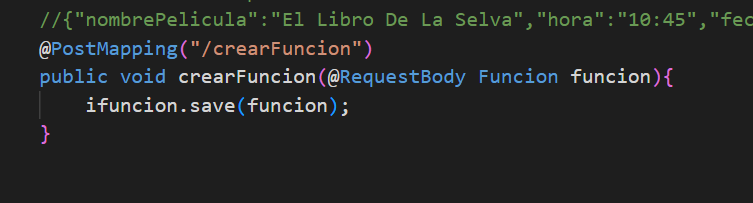 //{"nombrePelicula":"El Libro De La Selva","hora":"10:45","fec
@PostMapping("/crearFuncion")
public void crearFuncion(@RequestBody Funcion funcion){
ifuncion.save(funcion);
}